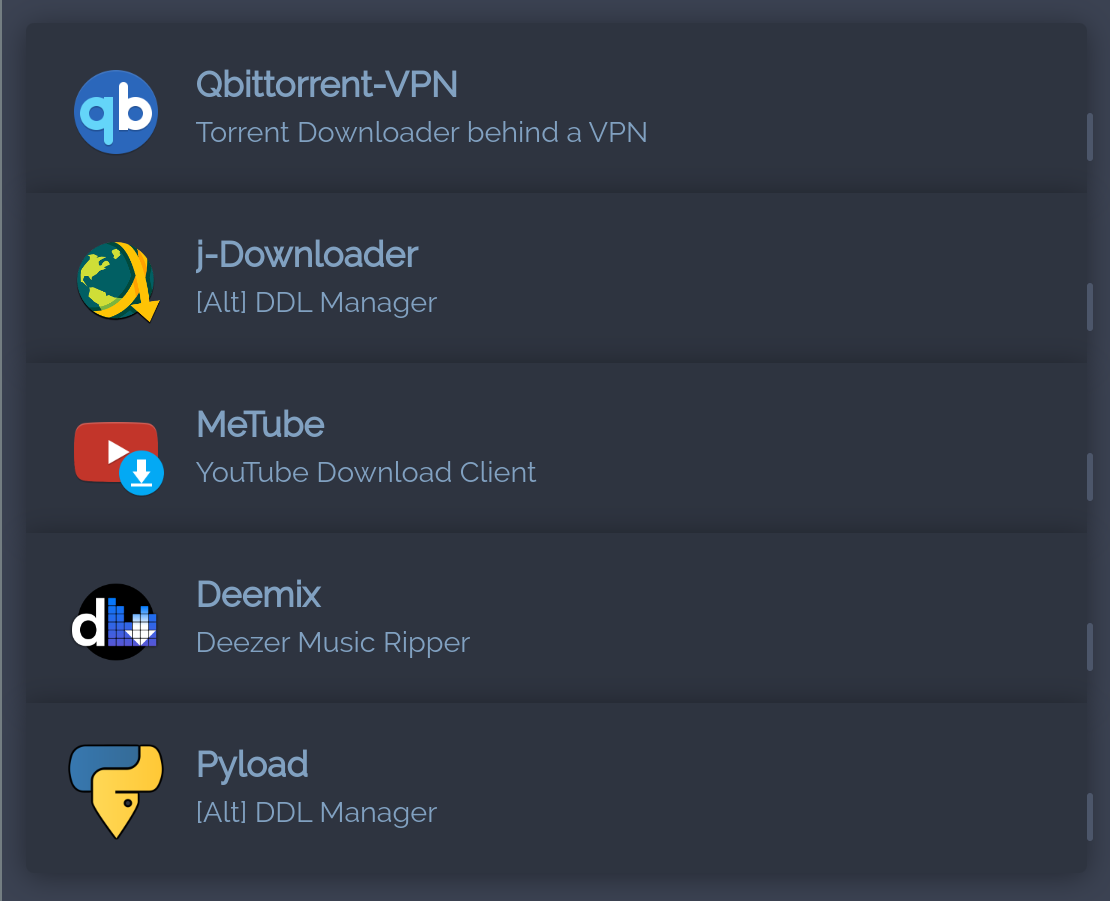 qb
Qbittorrent-VPN
Torrent Downloader behind a VPN
j-Downloader
[Alt] DDL Manager
MeTube
YouTube Download Client
d
Deemix
Deezer Music Ripper
Pyload
[Alt] DDL Manager